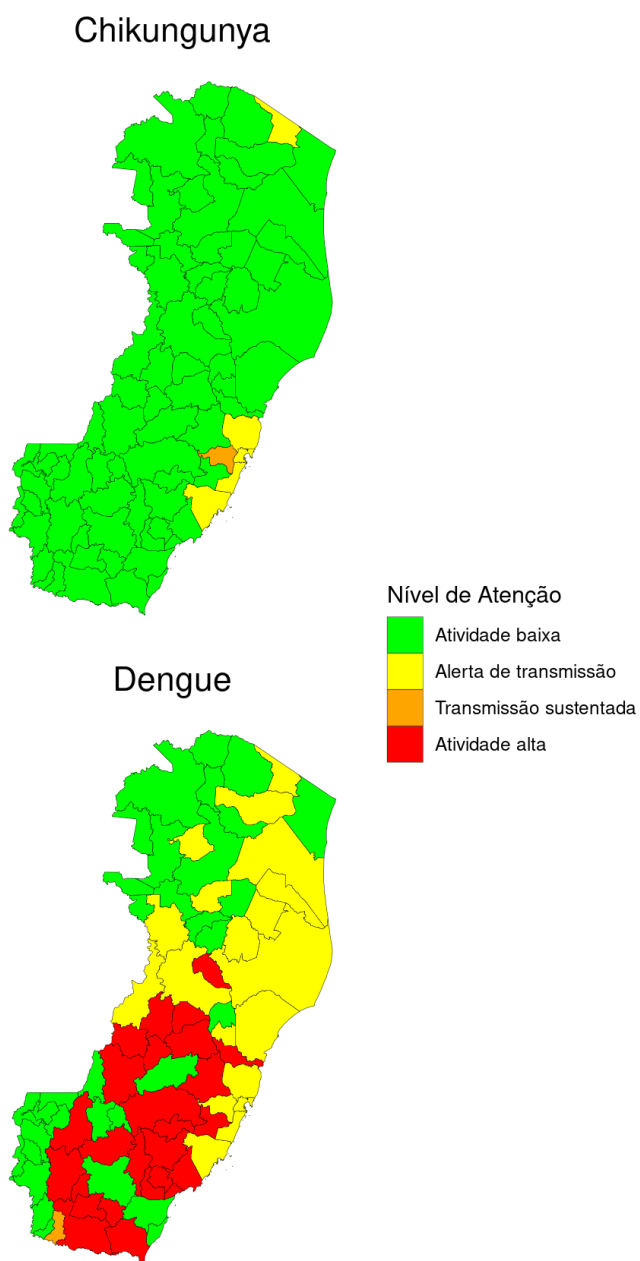 Chikungunya
Nível de Atenção
Atividade baixa
Alerta de transmissão
Transmissão sustentada
Atividade alta
Dengue